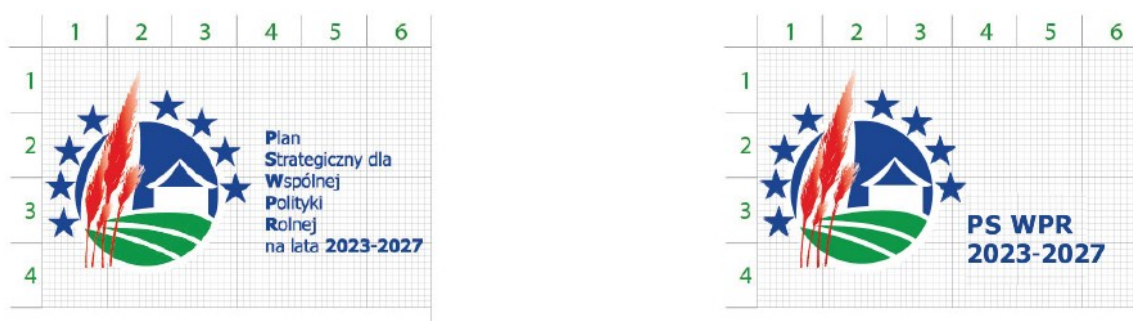 1 2 3 4 5 6
1
2
3
4
Plan
Strategiczny dla
Wspólnej
Polityki
Rolnej
na lata 2023-2027
1 2 3 4 5 6
1
2
3
4
PS WPR
2023-2027